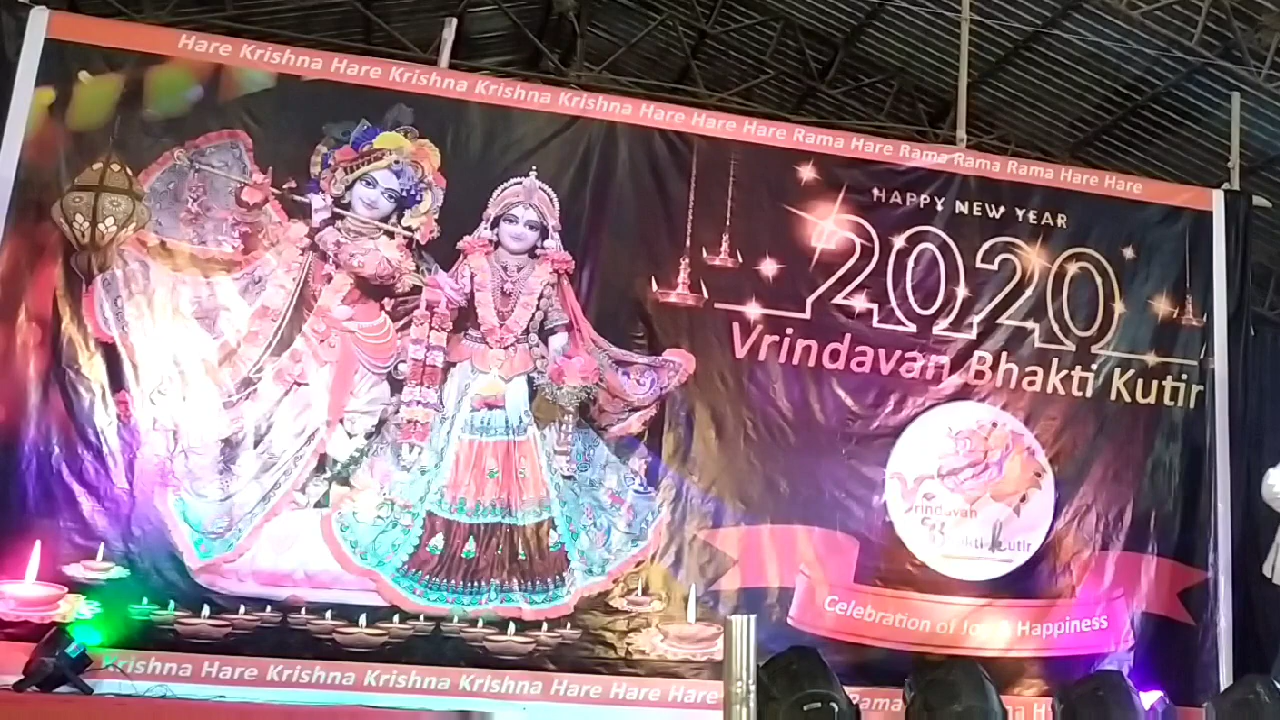 Hare Krishna Hare Krishna Krishna Krishna Hare Hare Hare Rama Hare Rama Rama Rama Hare Hare
HAPPY NEW YEAR
2020
Vrindavan Bhakti Kutir
Vrindavan
Bhakti Kutir
Celebration of Joy & Happiness
Krishna Hare Krishna Krishna Krishna Hare Hare Hare Rama